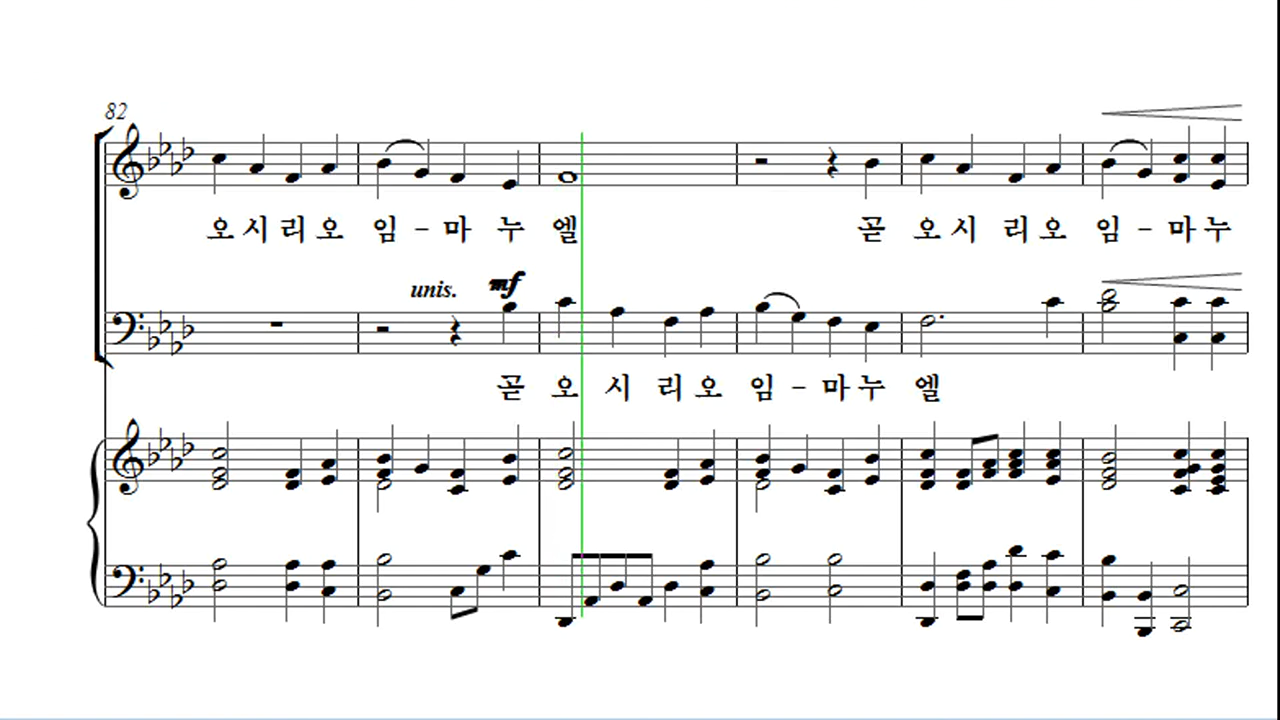 82
오 시 리 오 임 - 마 누 엘 곧 오 시 리 오 임 - 마 누
unis. mf
곧 오 시 리 오 임 - 마 누 엘